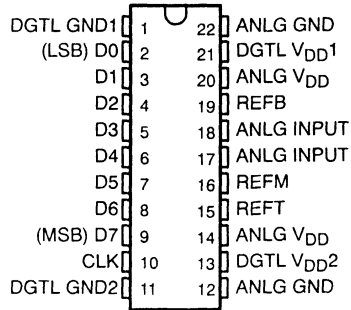 DGTL GND1 1 22 ANLG GND
(LSB) D0 2 21 DGTL VDD1
D1 3 20 ANLG VDD
D2 4 19 REFB
D3 5 18 ANLG INPUT
D4 6 17 ANLG INPUT
D5 7 16 REFM
D6 8 15 REFT
(MSB) D7 9 14 ANLG VDD
CLK 10 13 DGTL VDD2
DGTL GND2 11 12 ANLG GND